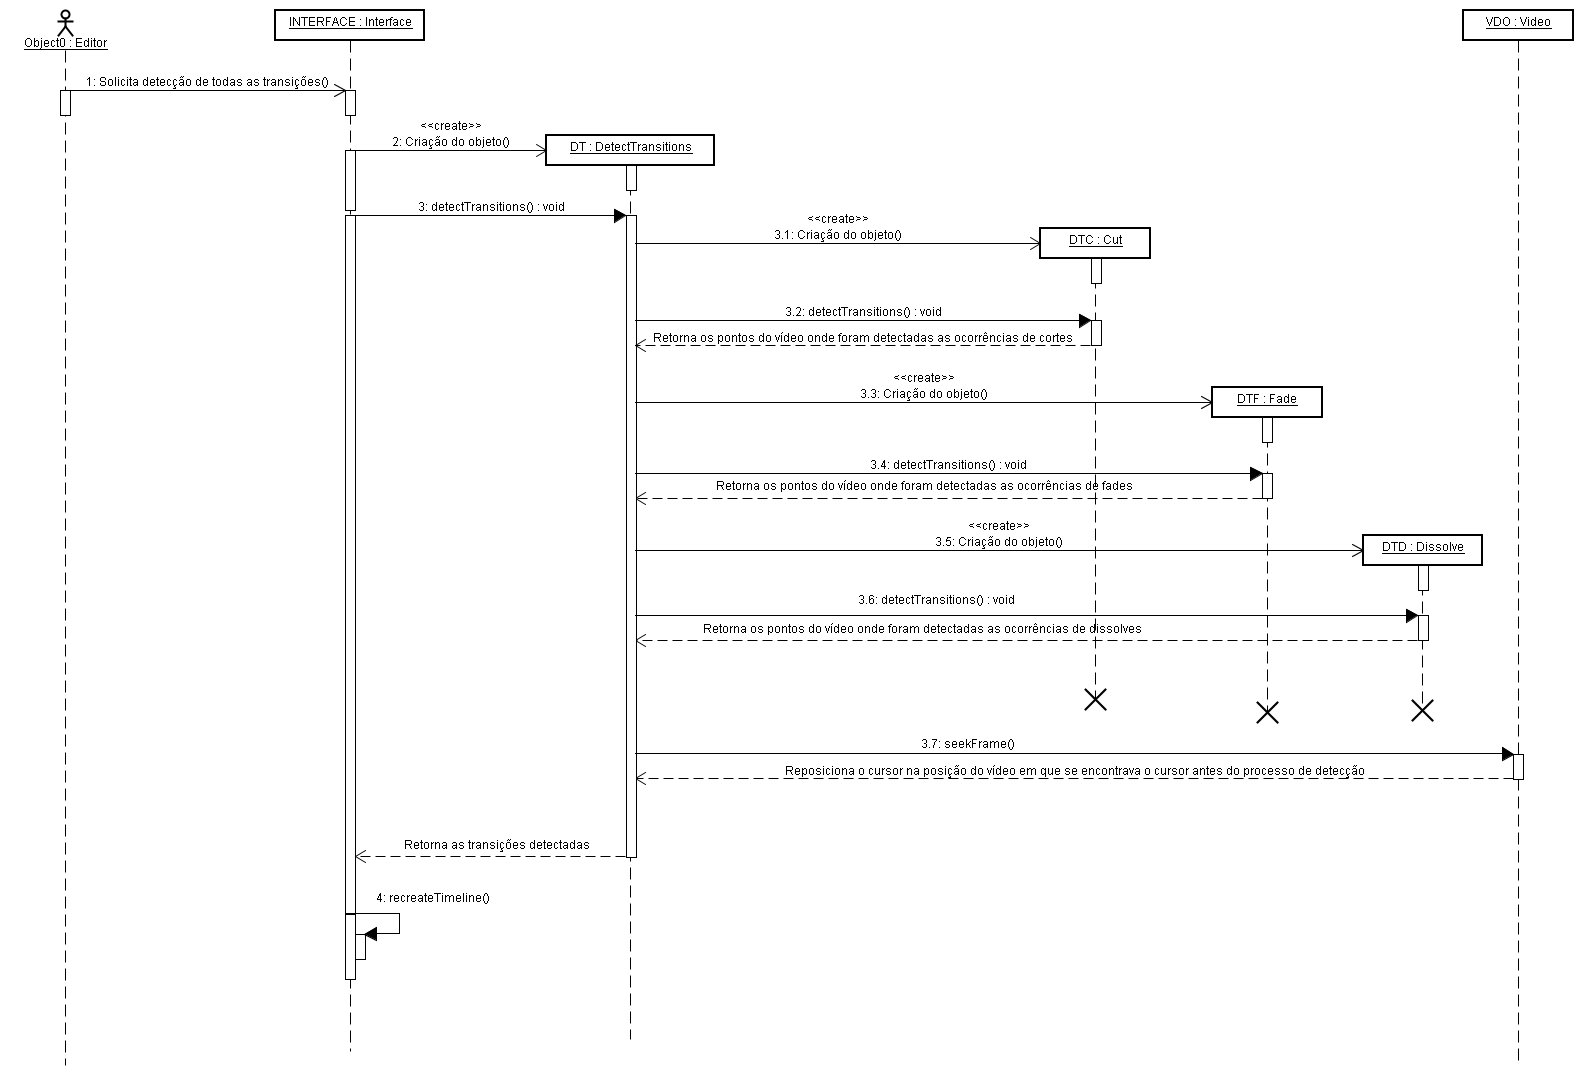 Object0 : Editor
INTERFACE : Interface
VDO : Video
1: Solicita detecção de todas as transições()
<<create>>
2: Criação do objeto()
DT : DetectTransitions
3: detectTransitions() : void
<<create>>
3.1: Criação do objeto()
DTC : Cut
3.2: detectTransitions() : void
Retorna os pontos do vídeo onde foram detectadas as ocorrências de cortes
<<create>>
3.3: Criação do objeto()
DTF : Fade
3.4: detectTransitions() : void
Retorna os pontos do vídeo onde foram detectadas as ocorrências de fades
<<create>>
3.5: Criação do objeto()
DTD : Dissolve
3.6: detectTransitions() : void
Retorna os pontos do vídeo onde foram detectadas as ocorrências de dissolves
3.7: seekFrame()
Reposiciona o cursor na posição do vídeo em que se encontrava o cursor antes do processo de detecção
Retorna as transições detectadas
4: recreateTimeline()